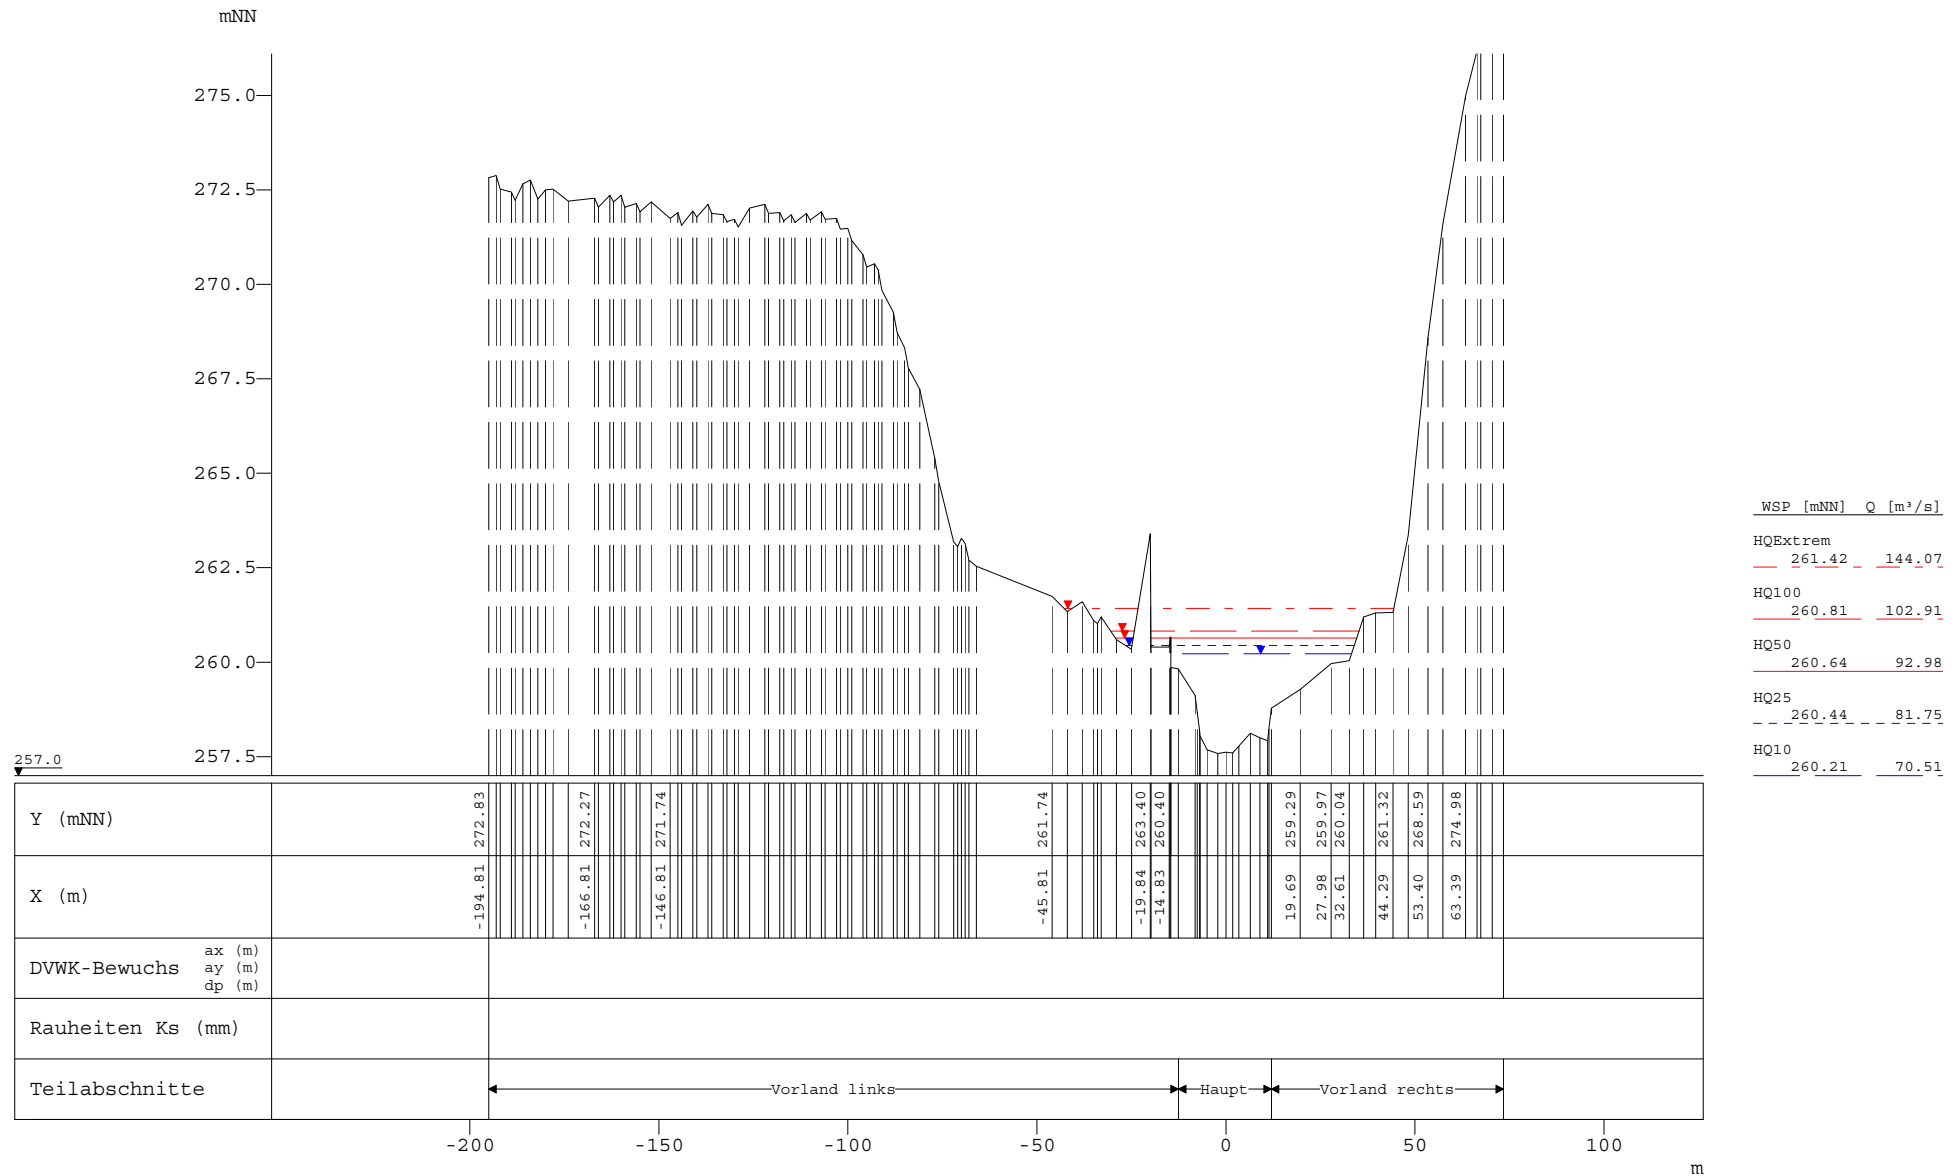 mNN
275.0
272.5
270.0
267.5
265.0
262.5
260.0
257.5
257.0
WSP [mNN] Q [m³/s]
HQExtrem
261.42 144.07
HQ100
260.81 102.91
HQ50
260.64 92.98
HQ25
260.44 81.75
HQ10
260.21 70.51
Y (mNN) 272.83 272.27 271.74 261.74 263.40 260.40 259.29 259.97 260.04 261.32 268.59 274.98
X (m) -194.81 -166.81 -146.81 -45.81 -19.84 -14.83 19.69 27.98 32.61 44.29 53.40 63.39
DVWK-Bewuchs
ax (m)
ay (m)
dp (m)
Rauheiten Ks (mm)
Teilabschnitte Vorland links Haupt Vorland rechts
-200 -150 -100 -50 0 50 100
m